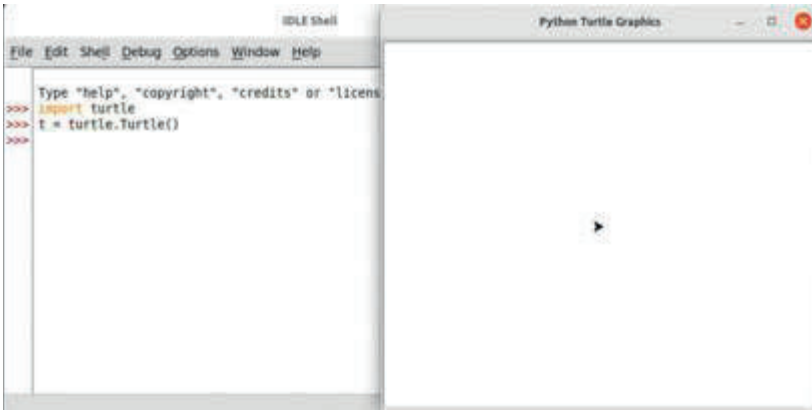 IDLE Shell
File Edit Shell Debug Options Window Help
Type "help", "copyright", "credits" or "licens
>>> import turtle
>>> t = turtle.Turtle()
>>>
Python Turtle Graphics